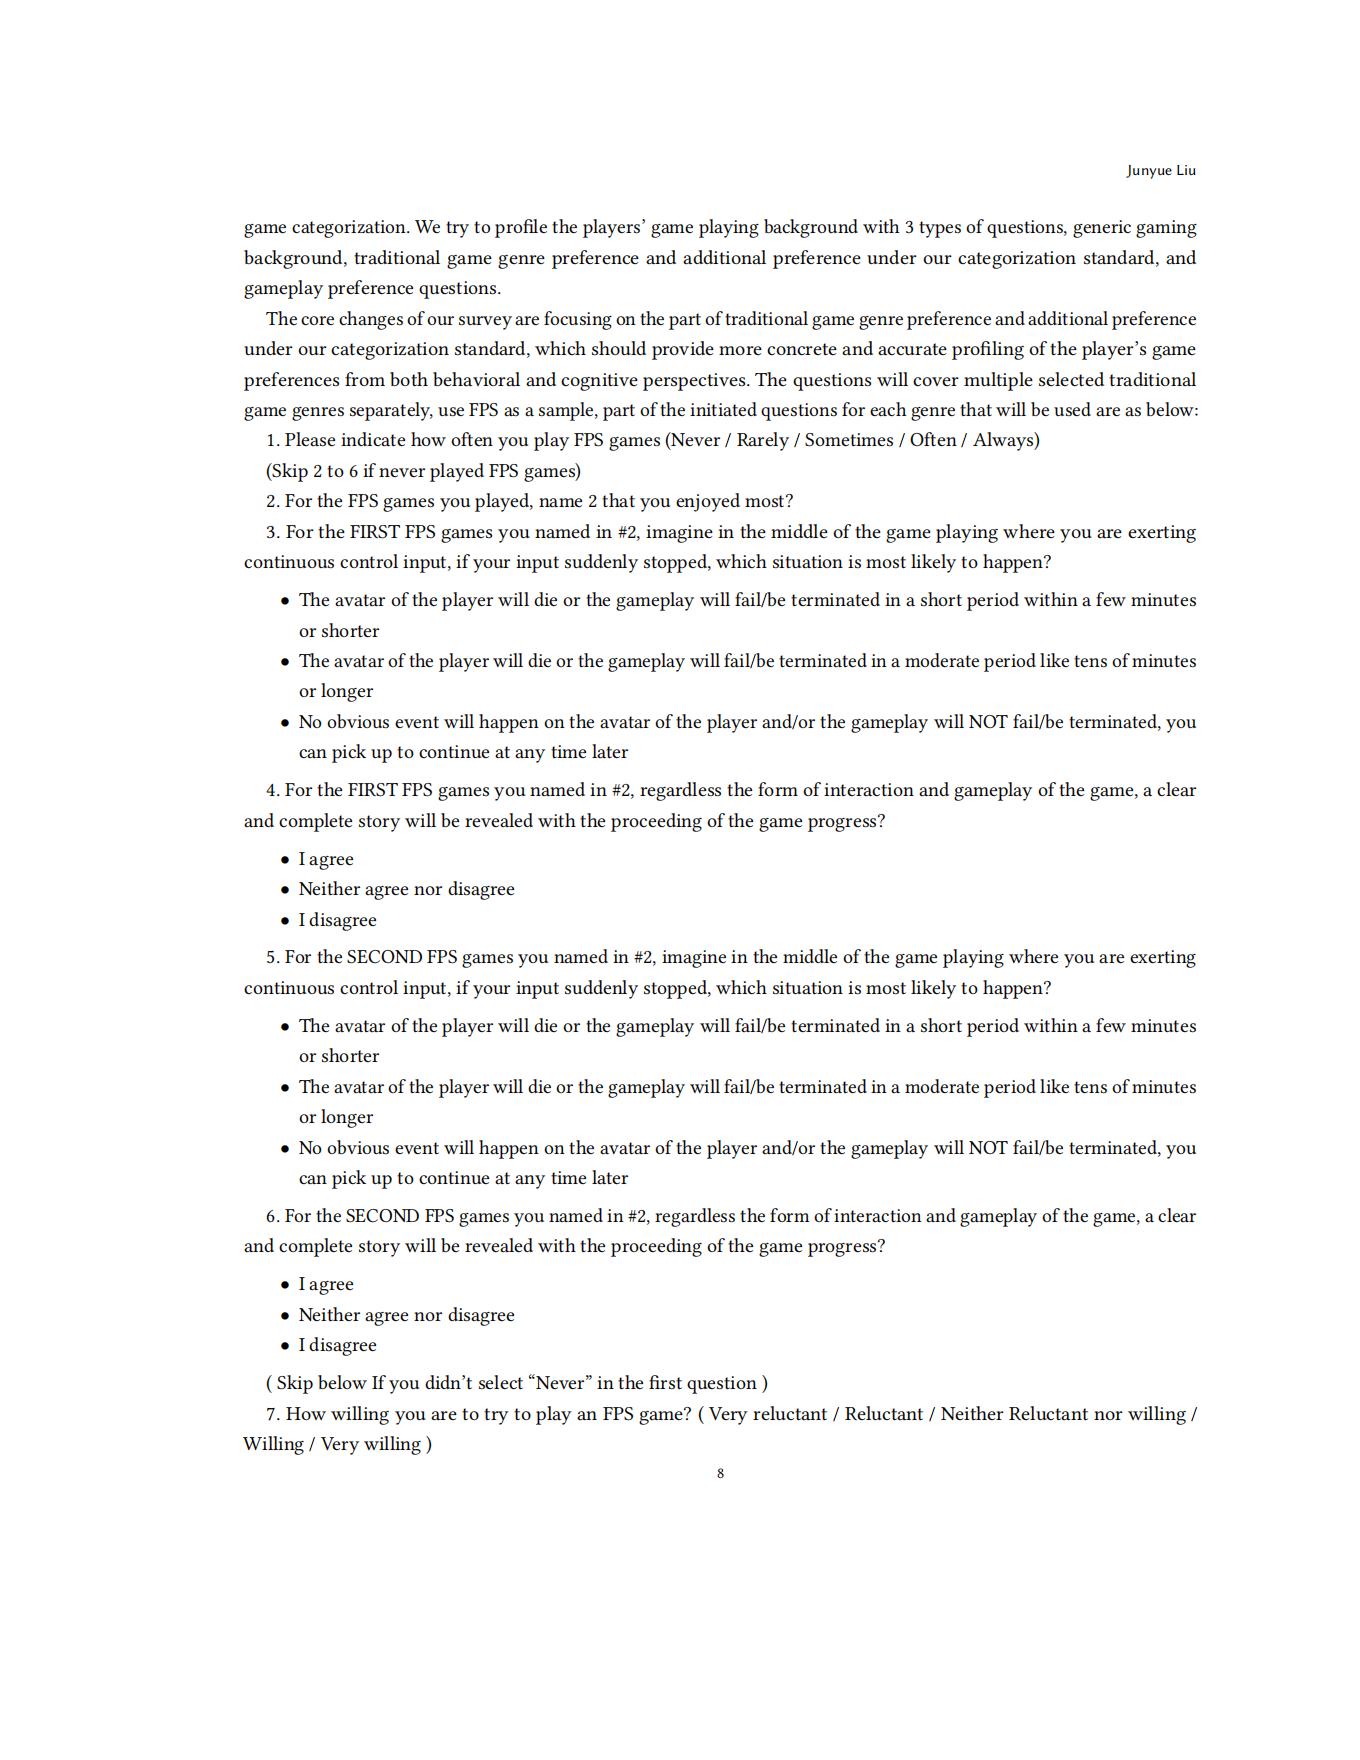 Junyue Liu
game categorization. We try to profile the players’ game playing background with 3 types of questions, generic gaming
background, traditional game genre preference and additional preference under our categorization standard, and
gameplay preference questions.
The core changes of our survey are focusing on the part of traditional game genre preference and additional preference
under our categorization standard, which should provide more concrete and accurate profiling of the player’s game
preferences from both behavioral and cognitive perspectives. The questions will cover multiple selected traditional
game genres separately, use FPS as a sample, part of the initiated questions for each genre that will be used are as below:
1. Please indicate how often you play FPS games (Never / Rarely / Sometimes / Often / Always)
(Skip 2 to 6 if never played FPS games)
2. For the FPS games you played, name 2 that you enjoyed most?
3. For the FIRST FPS games you named in #2, imagine in the middle of the game playing where you are exerting
continuous control input, if your input suddenly stopped, which situation is most likely to happen?
• The avatar of the player will die or the gameplay will fail/be terminated in a short period within a few minutes
or shorter
• The avatar of the player will die or the gameplay will fail/be terminated in a moderate period like tens of minutes
or longer
• No obvious event will happen on the avatar of the player and/or the gameplay will NOT fail/be terminated, you
can pick up to continue at any time later
4. For the FIRST FPS games you named in #2, regardless the form of interaction and gameplay of the game, a clear
and complete story will be revealed with the proceeding of the game progress?
• I agree
• Neither agree nor disagree
• I disagree
5. For the SECOND FPS games you named in #2, imagine in the middle of the game playing where you are exerting
continuous control input, if your input suddenly stopped, which situation is most likely to happen?
• The avatar of the player will die or the gameplay will fail/be terminated in a short period within a few minutes
or shorter
• The avatar of the player will die or the gameplay will fail/be terminated in a moderate period like tens of minutes
or longer
• No obvious event will happen on the avatar of the player and/or the gameplay will NOT fail/be terminated, you
can pick up to continue at any time later
6. For the SECOND FPS games you named in #2, regardless the form of interaction and gameplay of the game, a clear
and complete story will be revealed with the proceeding of the game progress?
• I agree
• Neither agree nor disagree
• I disagree
( Skip below If you didn’t select “Never” in the first question )
7. How willing you are to try to play an FPS game? ( Very reluctant / Reluctant / Neither Reluctant nor willing /
Willing / Very willing )
8